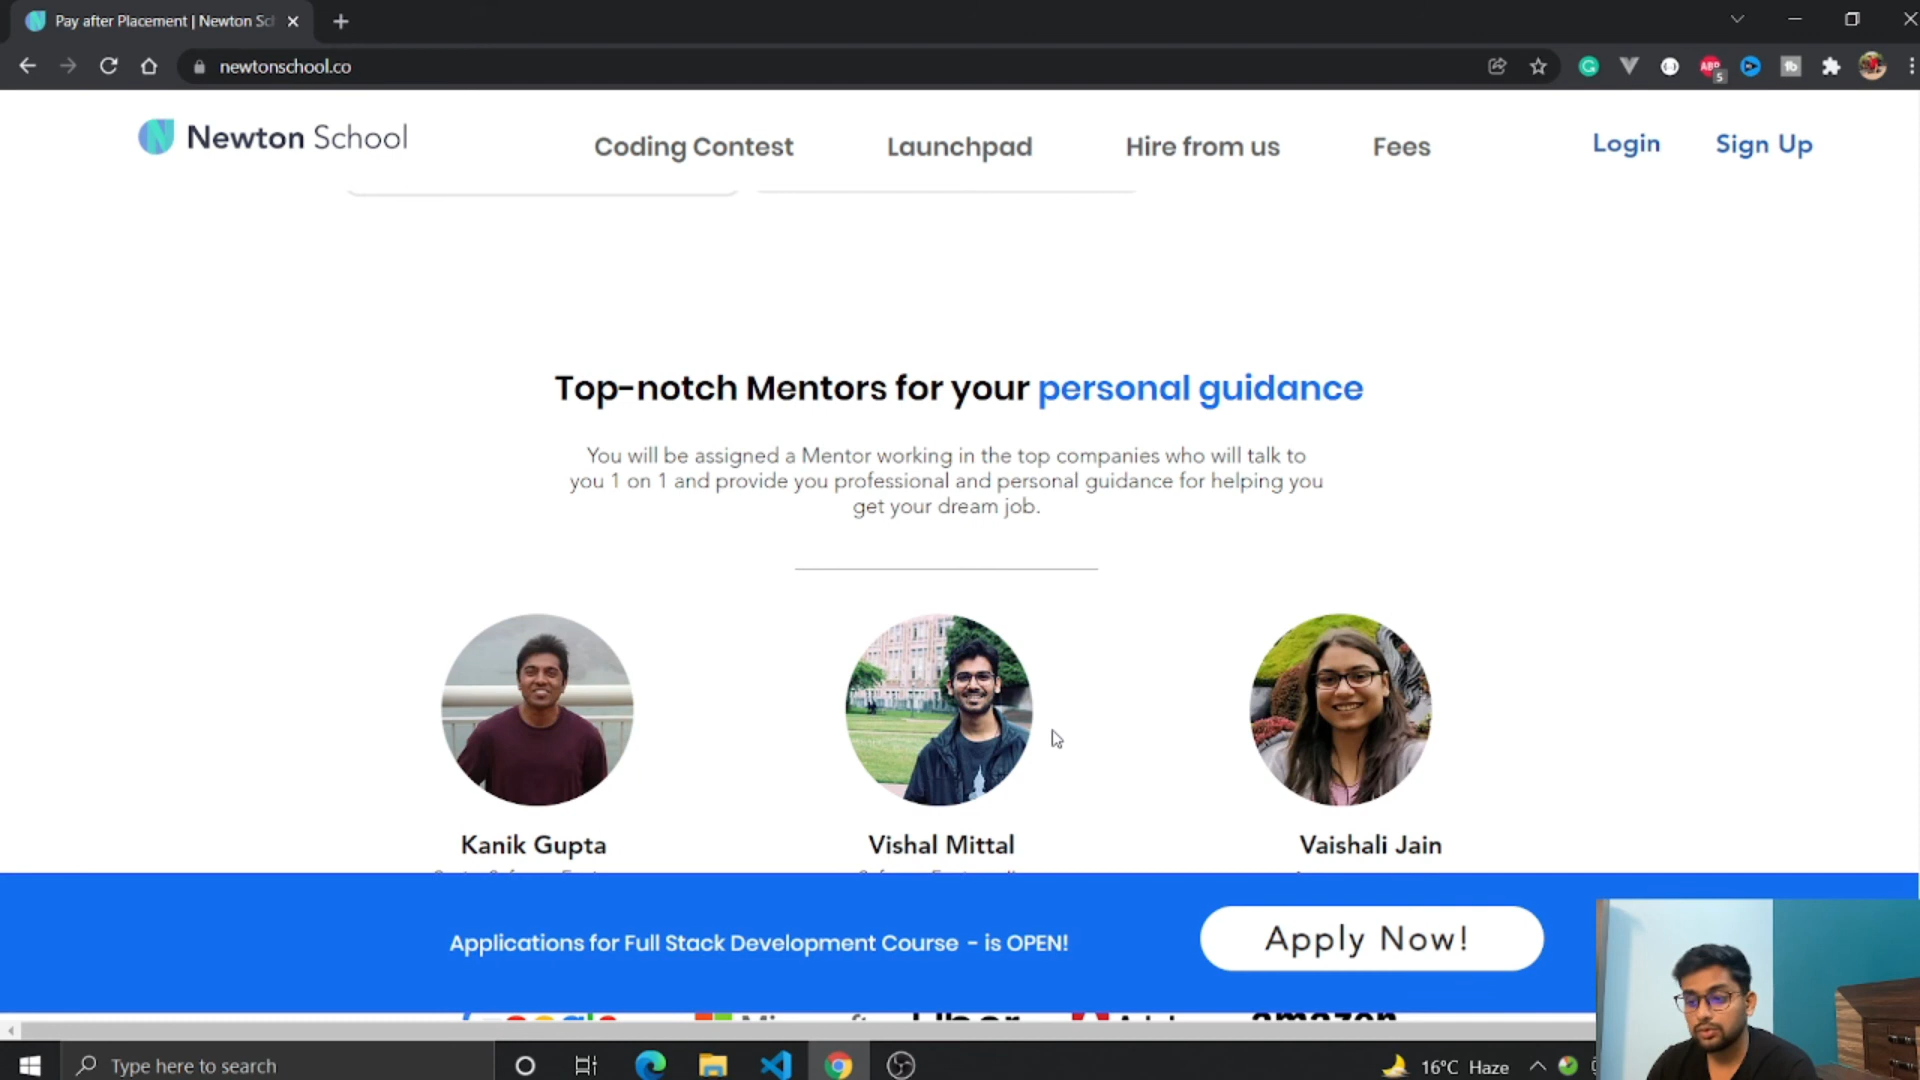 Pay after Placement | Newton Sc
newtonschool.co
Newton School
Coding Contest
Launchpad
Hire from us
Fees
Login
Sign Up
Top-notch Mentors for your personal guidance
You will be assigned a Mentor working in the top companies who will talk to
you 1 on 1 and provide you professional and personal guidance for helping you
get your dream job.
Kanik Gupta
Vishal Mittal
Vaishali Jain
Applications for Full Stack Development Course - is OPEN!
Apply Now!
Google
Microsoft
Uber
amazon
Type here to search
16°C Haze